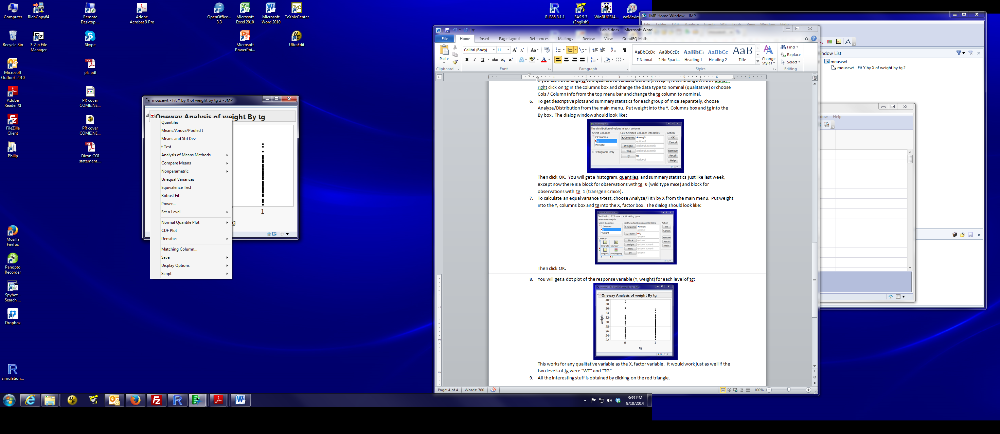 Computer
RichCopy64
Remote
Desktop ...
Adobe
Acrobat 9 Pro
OpenOffice...
3.3
Microsoft
Excel 2010
Microsoft
Word 2010
TeXnicCenter
R i386 3.1.1
SAS 9.3
(English)
WinBUGS14...
wxMaxim
Recycle Bin
7-Zip File
Manager
Skype
Microsoft
PowerPoi...
UltraEdit
Microsoft
Outlook 2010
pls.pdf
Adobe
Reader XI
PR cover
COMBINE...
FileZilla
Client
PR cover
COMBINE...
Philip
Dixon COI
statement....
Mozilla
Firefox
Panopto
Recorder
Spybot -
Search ...
Dropbox
simulation...
mousewt - Fit Y by X of weight by tg 2 - JMP
Oneway Analysis of weight By tg
Quantiles
Means/Anova/Pooled t
Means and Std Dev
t Test
Analysis of Means Methods
Compare Means
Nonparametric
Unequal Variances
Equivalence Test
Robust Fit
Power...
Set α Level
Normal Quantile Plot
CDF Plot
Densities
Matching Column...
Save
Display Options
Script
1
g
JMP Home Window - JMP
File Tables DOE Analyze Graph SAS Tools View Window Help
indow List
mousewt
mousewt - Fit Y by X of weight by tg 2
dow Help
Lab 3.docx - Microsoft Word
File Home Insert Page Layout References Mailings Review View GrindEQ Math
Paste
Clipboard
Calibri (Body) 11
Font
Paragraph
AaBbCcDc AaBbCcDc AaBbC AaBbCc AaB
¶ Normal ¶ No Spaci... Heading 1 Heading 2 Title
Change
Styles
Styles
Find
Replace
Select
Editing
right click on tg in the columns box and change the data type to nominal (qualitative) or choose
Cols / Column Info from the top menu bar and change the tg column to nominal.
6. To get descriptive plots and summary statistics for each group of mice separately, choose
Analyze/Distribution from the main menu. Put weight into the Y, Columns box and tg into the
By box. The dialog window should look like:
The distribution of values in each column
Select Columns
2 Columns
tg
weight
Histograms Only
Cast Selected Columns into Roles
Y, Columns weight
optional
Weight optional numeric
Freq optional numeric
By tg
optional
Action
OK
Cancel
Remove
Recall
Help
Then click OK. You will get a histogram, quantiles, and summary statistics just like last week,
except now there is a block for observations with tg=0 (wild type mice) and block for
observations with tg=1 (transgenic mice).
7. To calculate an equal variance t-test, choose Analyze/Fit Y by X from the main menu. Put weight
into the Y, columns box and tg into the X, factor box. The dialog should look like:
Distribution of Y for each X. Modeling types
determine analysis.
Select Columns
2 Columns
tg
weight
Oneway
Bivariate Oneway
Logistic Contingency
Cast Selected Columns into Roles
Y, Response weight
optional
X, Factor tg
optional
Block optional
Weight optional numeric
Freq optional numeric
By optional
Action
OK
Cancel
Remove
Recall
Help
Then click OK.
8. You will get a dot plot of the response variable (Y, weight) for each level of tg:
mousewt - Fit Y by X of weight by tg - JMP
Oneway Analysis of weight By tg
40
38
36
34
32
30
28
26
24
22
weight
0 1
tg
This works for any qualitative variable as the X, factor variable. It would work just as well if the
two levels of tg were “WT” and “TG”
9. All the interesting stuff is obtained by clicking on the red triangle.
Page: 4 of 4 Words: 760
100%
3:33 PM
9/10/2014